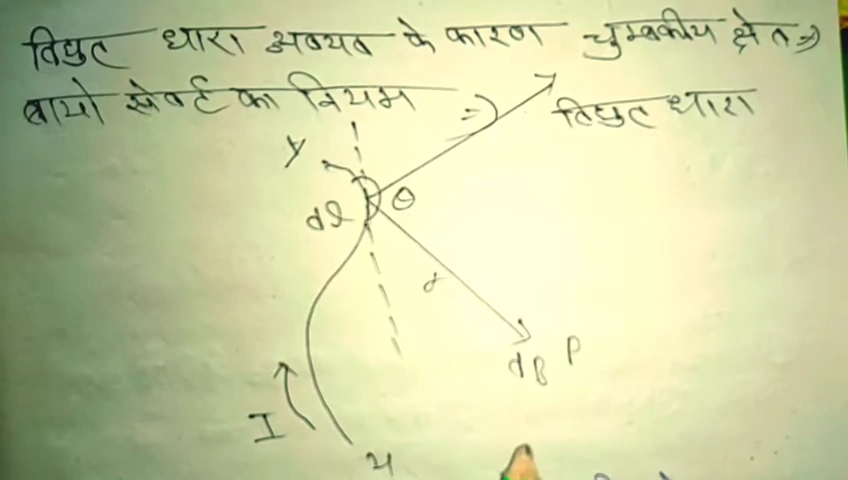 विधुत धारा अवयव के कारण चुम्बकीय क्षेत्र =>
बायो सेवर्ट का नियम => विधुत धारा
y
dl θ
r
dB P
I